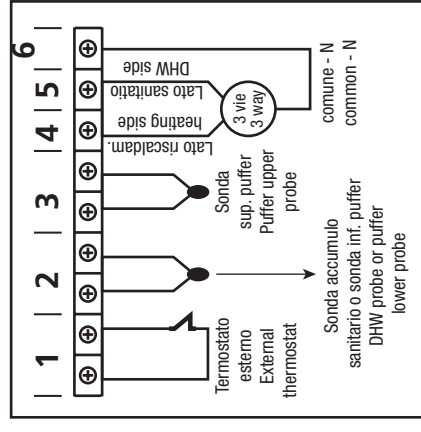 1
2
3
4
5
6
Termostato
esterno
External
thermostat
Sonda accumulo
sanitario o sonda inf. puffer
DHW probe or puffer
lower probe
Sonda
sup. puffer
Puffer upper
probe
Lato riscaldam.
heating side
Lato sanitatio
DHW side
3 vie
3 way
comune - N
common - N